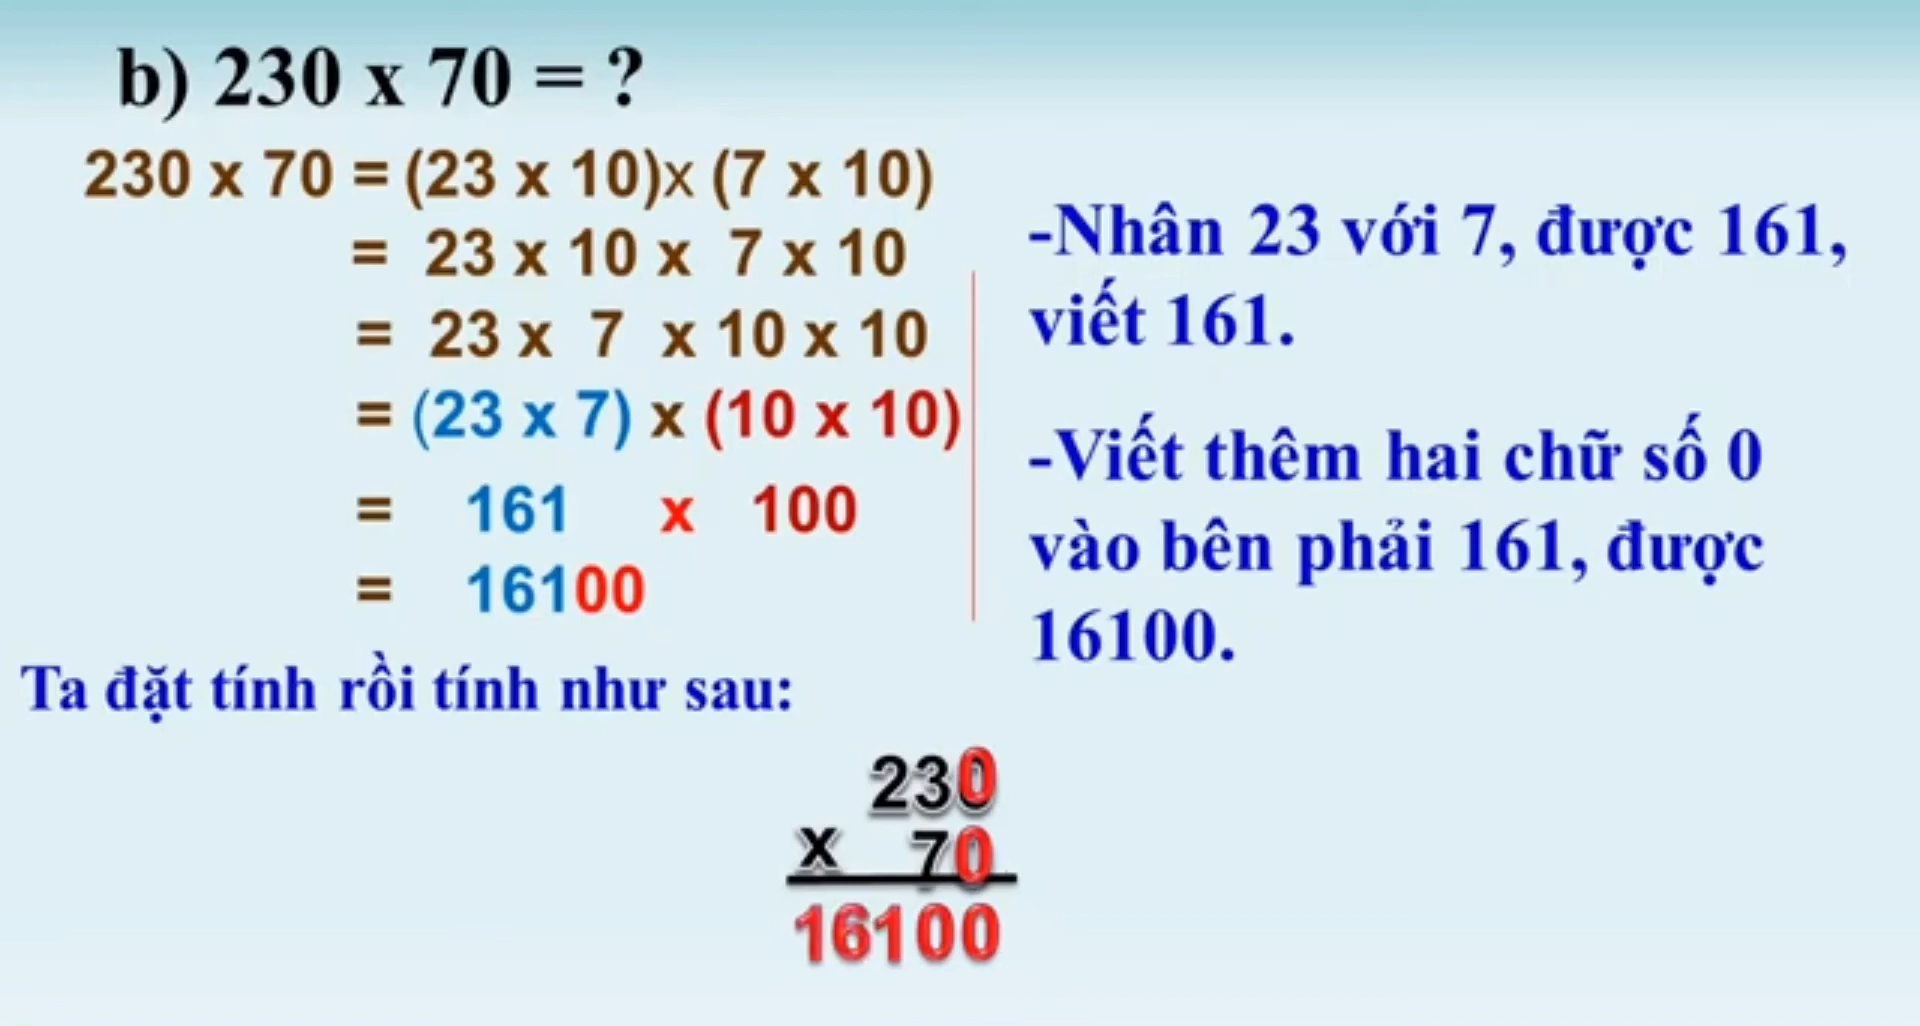 b) 230 x 70 = ?
230 x 70 = (23 x 10)x (7 x 10)
= 23 x 10 x 7 x 10
= 23 x 7 x 10 x 10
= (23 x 7) x (10 x 10)
= 161 x 100
= 16100
-Nhân 23 với 7, được 161,
viết 161.
-Viết thêm hai chữ số 0
vào bên phải 161, được
16100.
Ta đặt tính rồi tính như sau:
230
x 70
16100